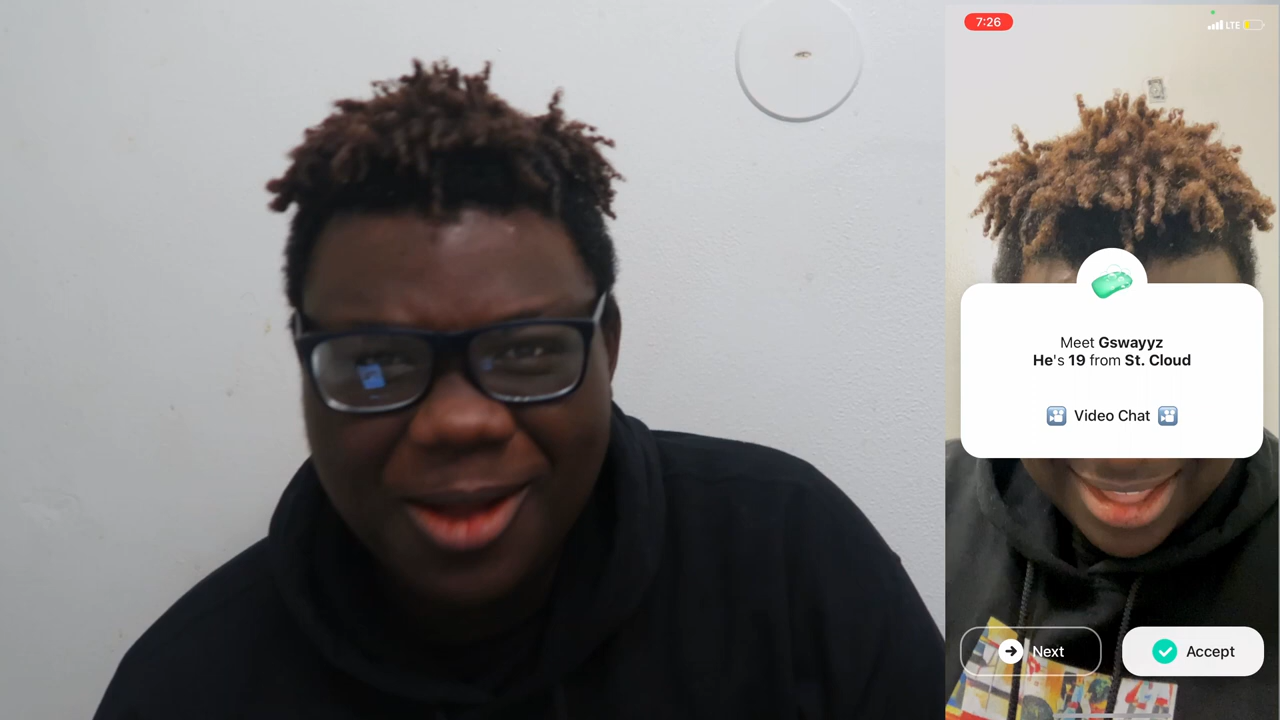 7:26
LTE
Meet Gswayyz
He's 19 from St. Cloud
Video Chat
Next
Accept